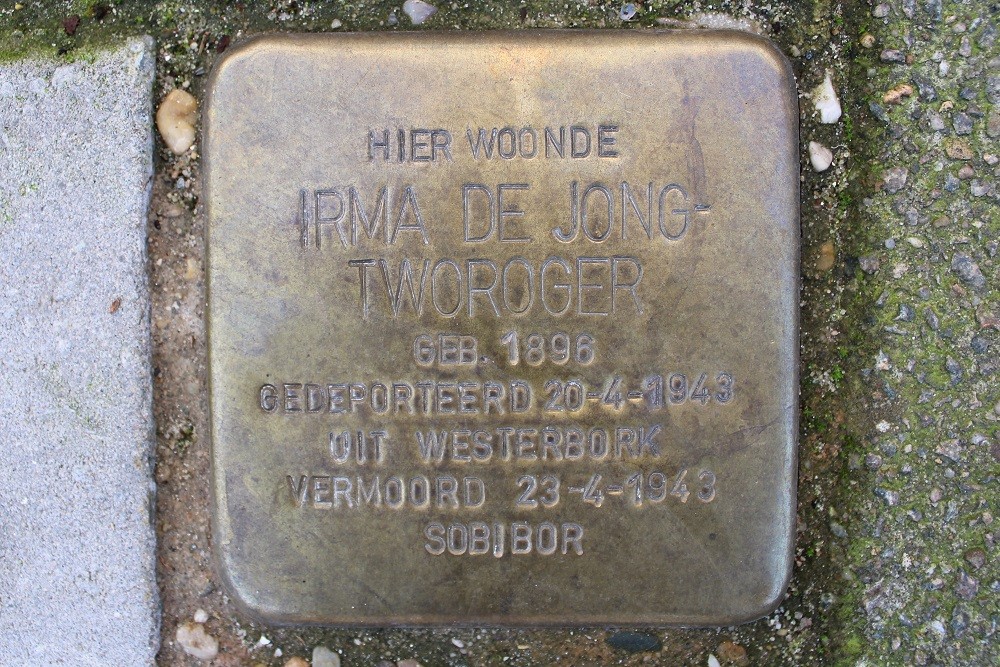 HIER WOONDE
IRMA DE JONG-
TWOROGER
GEB. 1896
GEDEPORTEERD 20-4-1943
UIT WESTERBORK
VERMOORD 23-4-1943
SOBIBOR